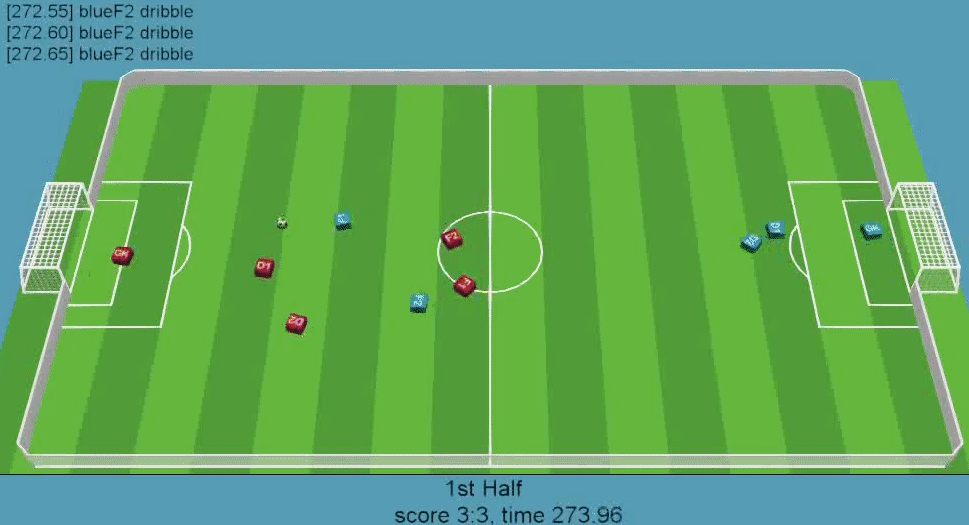 [272.55] blueF2 dribble
[272.60] blueF2 dribble
[272.65] blueF2 dribble
GK
F2
D1
D2
1st Half
score 3:3, time 273.96